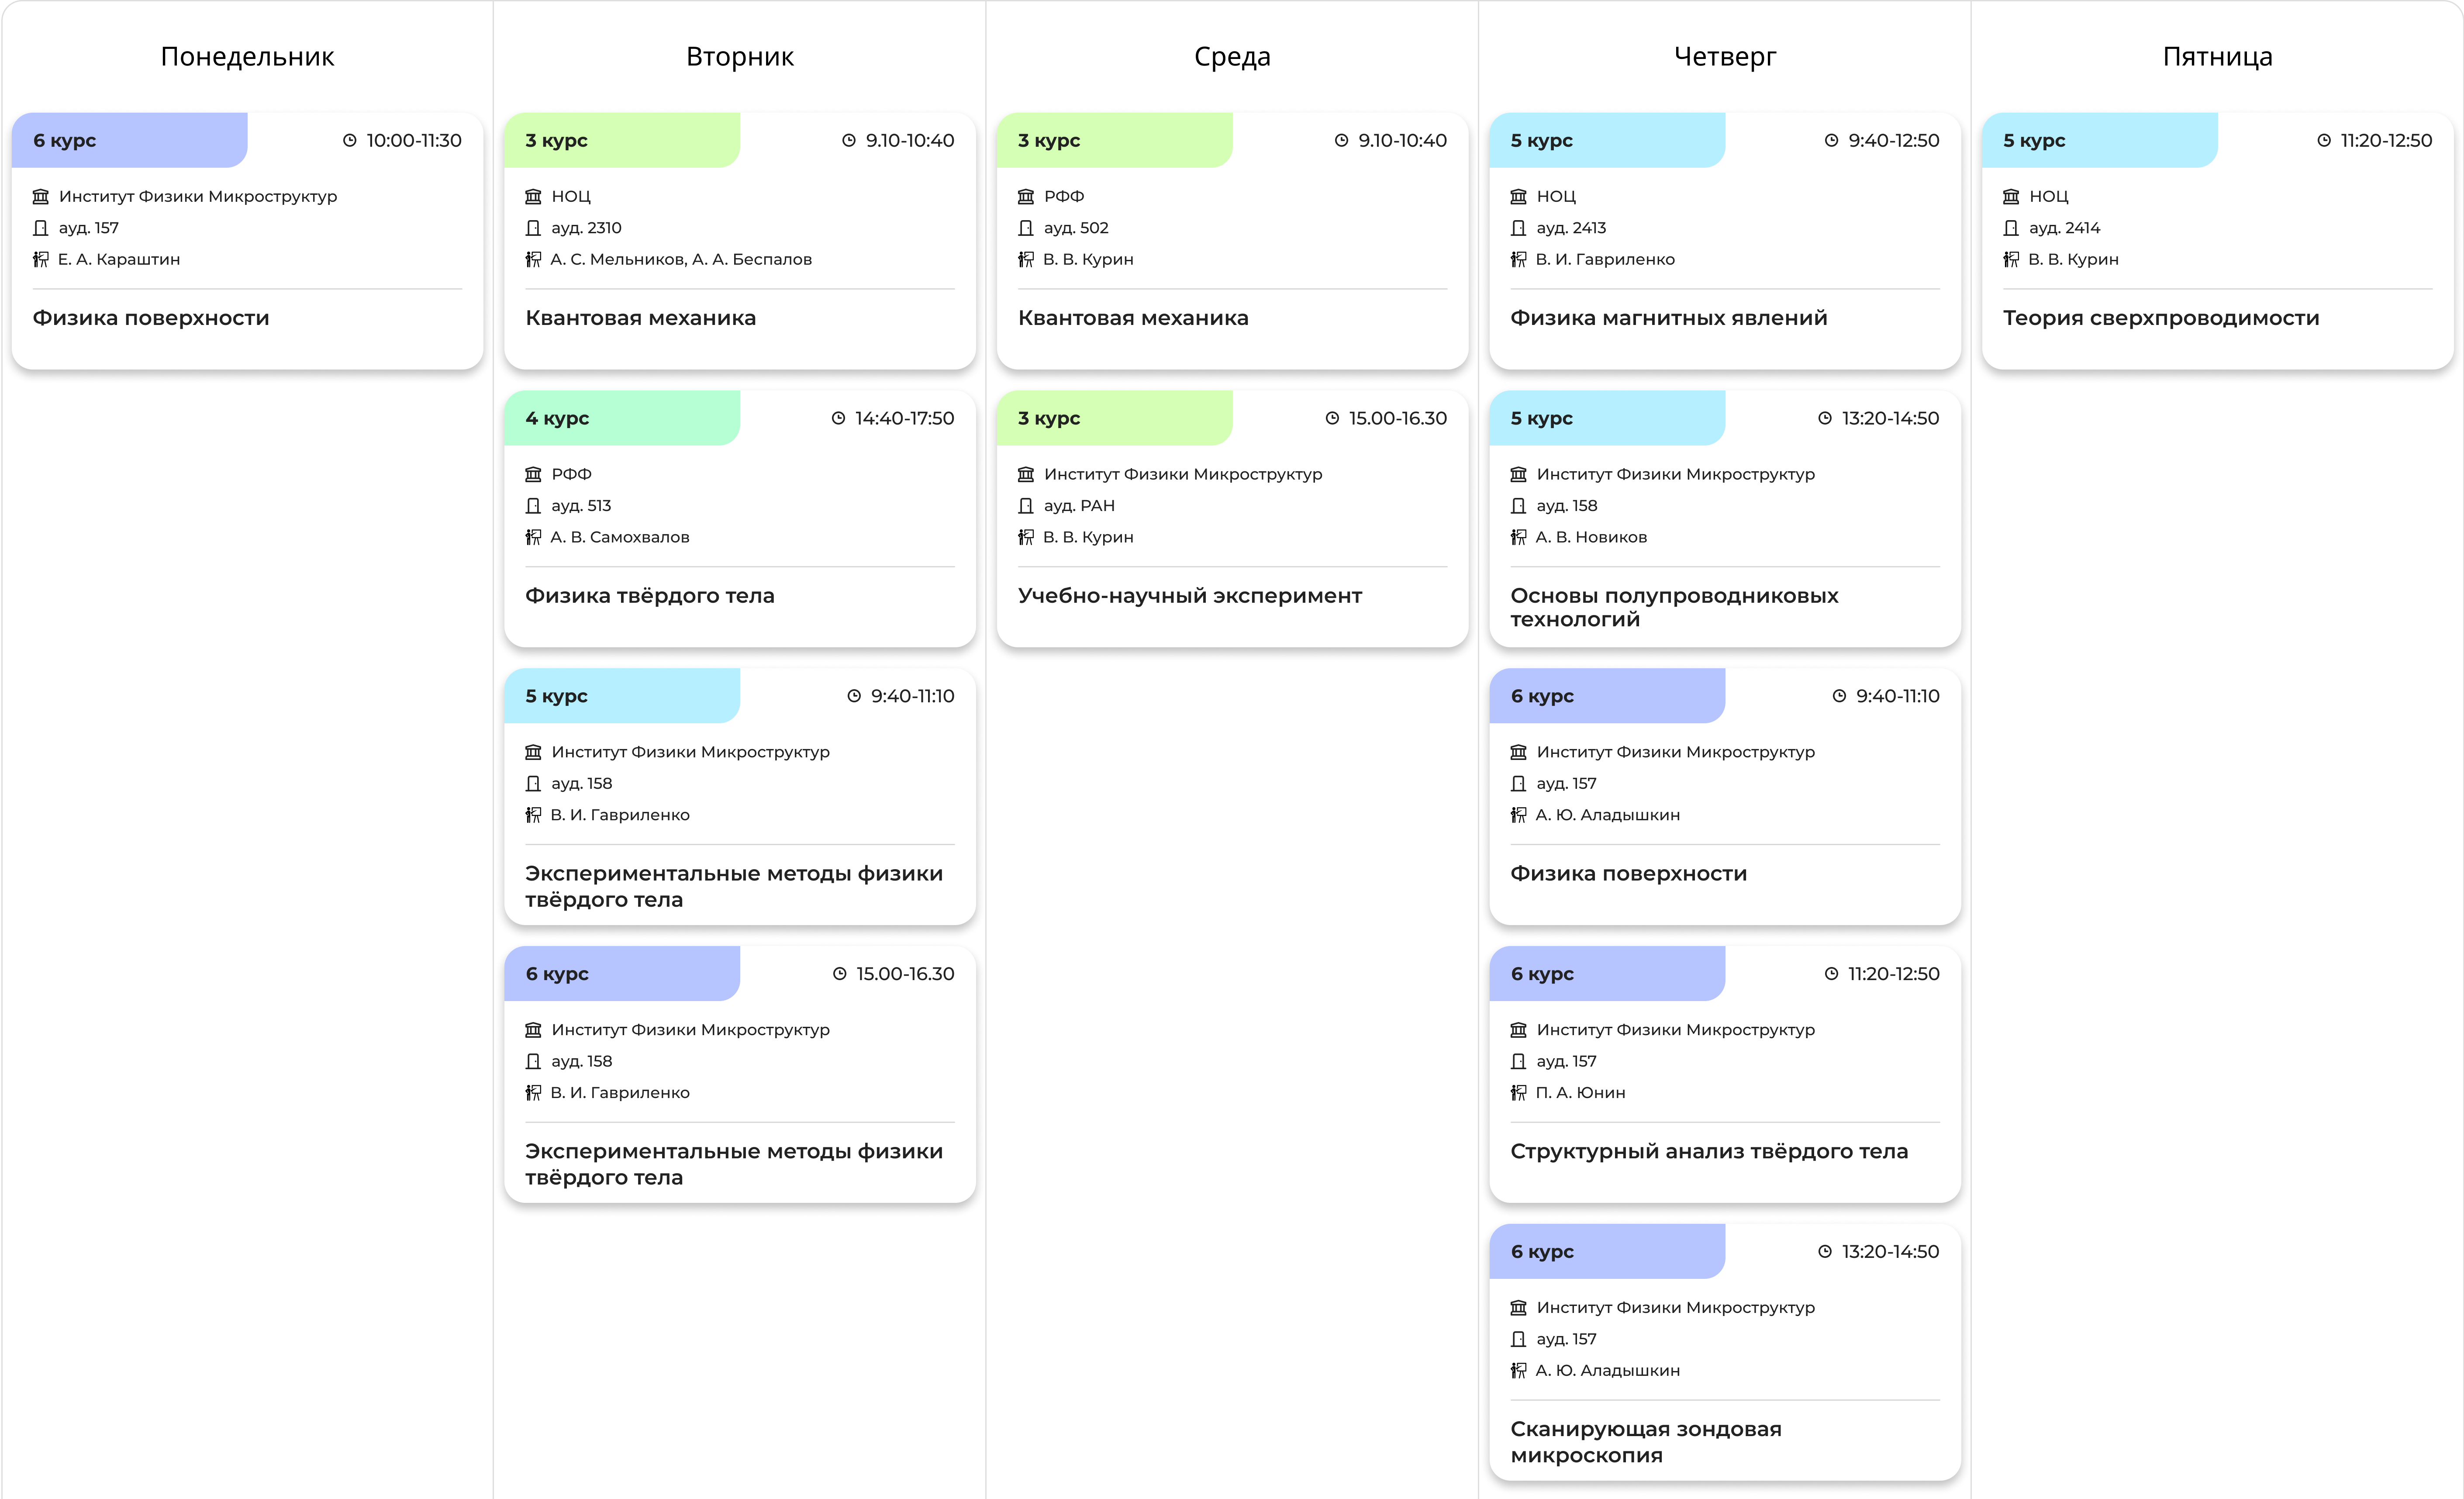 Понедельник
6 курс
10:00-11:30
Институт Физики Микроструктур
ауд. 157
Е. А. Караштин
Физика поверхности
Вторник
3 курс
9.10-10:40
НОЦ
ауд. 2310
А. С. Мельников, А. А. Беспалов
Квантовая механика
4 курс
14:40-17:50
РФФ
ауд. 513
А. В. Самохвалов
Физика твёрдого тела
5 курс
9:40-11:10
Институт Физики Микроструктур
ауд. 158
В. И. Гавриленко
Экспериментальные методы физики
твёрдого тела
6 курс
15.00-16.30
Институт Физики Микроструктур
ауд. 158
В. И. Гавриленко
Экспериментальные методы физики
твёрдого тела
Среда
3 курс
9.10-10:40
РФФ
ауд. 502
В. В. Курин
Квантовая механика
3 курс
15.00-16.30
Институт Физики Микроструктур
ауд. РАН
В. В. Курин
Учебно-научный эксперимент
Четверг
5 курс
9:40-12:50
НОЦ
ауд. 2413
В. И. Гавриленко
Физика магнитных явлений
5 курс
13:20-14:50
Институт Физики Микроструктур
ауд. 158
А. В. Новиков
Основы полупроводниковых
технологий
6 курс
9:40-11:10
Институт Физики Микроструктур
ауд. 157
А. Ю. Аладышкин
Физика поверхности
6 курс
11:20-12:50
Институт Физики Микроструктур
ауд. 157
П. А. Юнин
Структурный анализ твёрдого тела
6 курс
13:20-14:50
Институт Физики Микроструктур
ауд. 157
А. Ю. Аладышкин
Сканирующая зондовая
микроскопия
Пятница
5 курс
11:20-12:50
НОЦ
ауд. 2414
В. В. Курин
Теория сверхпроводимости